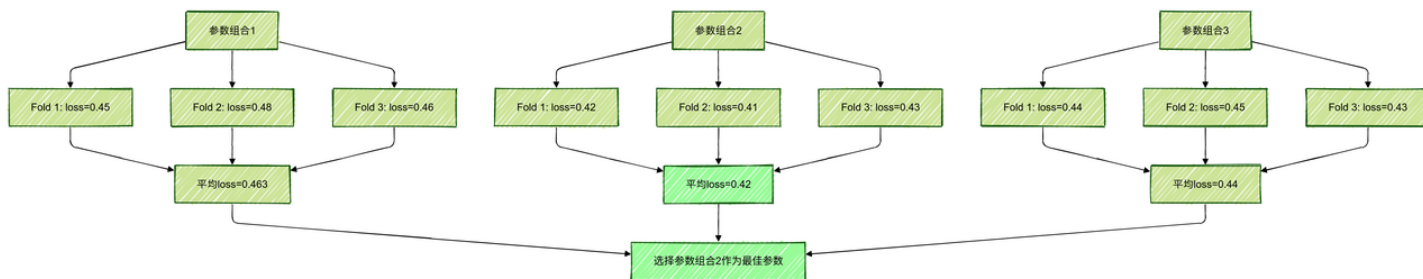 参数组合1
参数组合2
参数组合3
Fold 1: loss=0.45
Fold 2: loss=0.48
Fold 3: loss=0.46
Fold 1: loss=0.42
Fold 2: loss=0.41
Fold 3: loss=0.43
Fold 1: loss=0.44
Fold 2: loss=0.45
Fold 3: loss=0.43
平均loss=0.463
平均loss=0.42
平均loss=0.44
选择参数组合2作为最佳参数